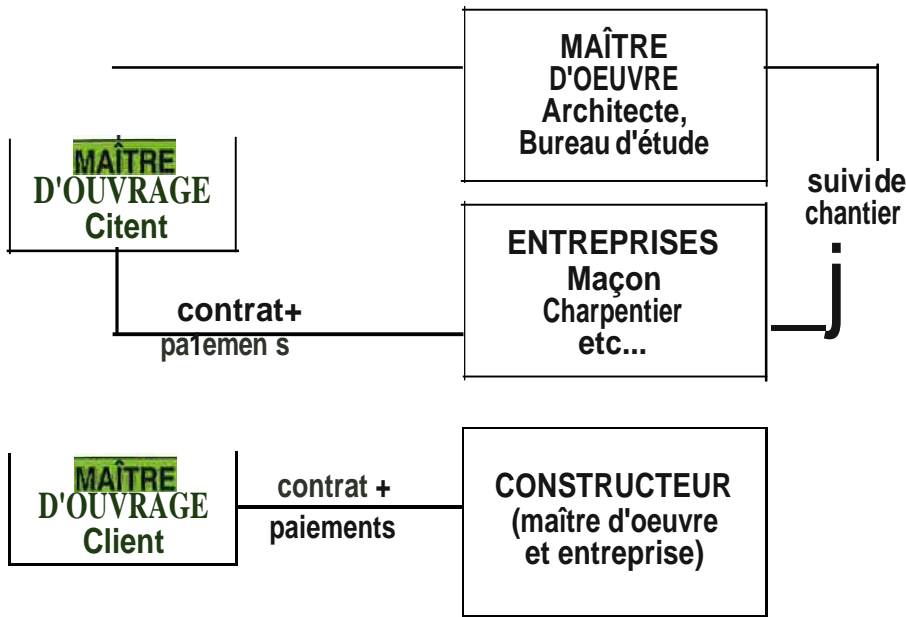 MAÎTRE
D'OEUVRE
Architecte,
Bureau d'étude
MAÎTRE
D'OUVRAGE
Citent
suivi de
chantier
ENTREPRISES
Maçon
Charpentier
etc...
contrat+
pa1emen s
j
MAÎTRE
D'OUVRAGE
Client
contrat +
paiements
CONSTRUCTEUR
(maître d'oeuvre
et entreprise)